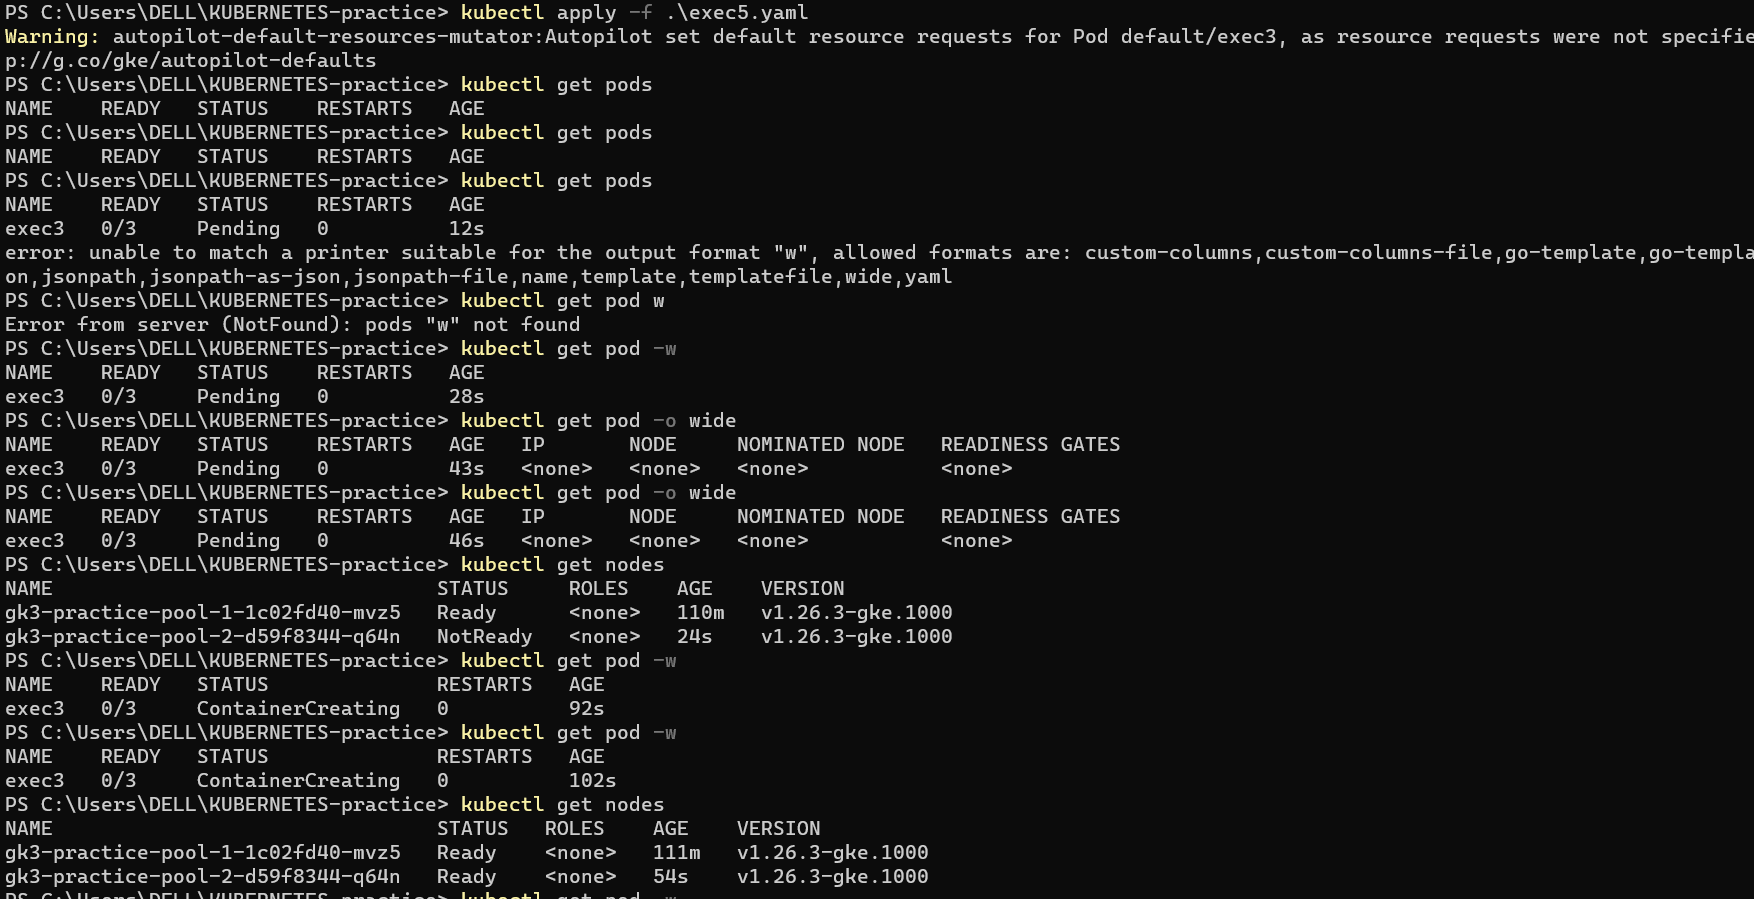 PS C:\Users\DELL\KUBERNETES-practice> kubectl apply -f .\exec5.yaml
Warning: autopilot-default-resources-mutator:Autopilot set default resource requests for Pod default/exec3, as resource requests were not specifie
p://g.co/gke/autopilot-defaults
PS C:\Users\DELL\KUBERNETES-practice> kubectl get pods
NAME    READY   STATUS    RESTARTS   AGE
PS C:\Users\DELL\KUBERNETES-practice> kubectl get pods
NAME    READY   STATUS    RESTARTS   AGE
PS C:\Users\DELL\KUBERNETES-practice> kubectl get pods
NAME    READY   STATUS    RESTARTS   AGE
exec3   0/3     Pending   0          12s
error: unable to match a printer suitable for the output format "w", allowed formats are: custom-columns,custom-columns-file,go-template,go-templa
on,jsonpath,jsonpath-as-json,jsonpath-file,name,template,templatefile,wide,yaml
PS C:\Users\DELL\KUBERNETES-practice> kubectl get pod w
Error from server (NotFound): pods "w" not found
PS C:\Users\DELL\KUBERNETES-practice> kubectl get pod -w
NAME    READY   STATUS    RESTARTS   AGE
exec3   0/3     Pending   0          28s
PS C:\Users\DELL\KUBERNETES-practice> kubectl get pod -o wide
NAME    READY   STATUS    RESTARTS   AGE   IP       NODE     NOMINATED NODE   READINESS GATES
exec3   0/3     Pending   0          43s   <none>   <none>   <none>           <none>
PS C:\Users\DELL\KUBERNETES-practice> kubectl get pod -o wide
NAME    READY   STATUS    RESTARTS   AGE   IP       NODE     NOMINATED NODE   READINESS GATES
exec3   0/3     Pending   0          46s   <none>   <none>   <none>           <none>
PS C:\Users\DELL\KUBERNETES-practice> kubectl get nodes
NAME                                STATUS     ROLES    AGE    VERSION
gk3-practice-pool-1-1c02fd40-mvz5   Ready      <none>   110m   v1.26.3-gke.1000
gk3-practice-pool-2-d59f8344-q64n   NotReady   <none>   24s    v1.26.3-gke.1000
PS C:\Users\DELL\KUBERNETES-practice> kubectl get pod -w
NAME    READY   STATUS              RESTARTS   AGE
exec3   0/3     ContainerCreating   0          92s
PS C:\Users\DELL\KUBERNETES-practice> kubectl get pod -w
NAME    READY   STATUS              RESTARTS   AGE
exec3   0/3     ContainerCreating   0          102s
PS C:\Users\DELL\KUBERNETES-practice> kubectl get nodes
NAME                                STATUS   ROLES    AGE    VERSION
gk3-practice-pool-1-1c02fd40-mvz5   Ready    <none>   111m   v1.26.3-gke.1000
gk3-practice-pool-2-d59f8344-q64n   Ready    <none>   54s    v1.26.3-gke.1000
PS C:\Users\DELL\KUBERNETES-practice> kubectl get pod